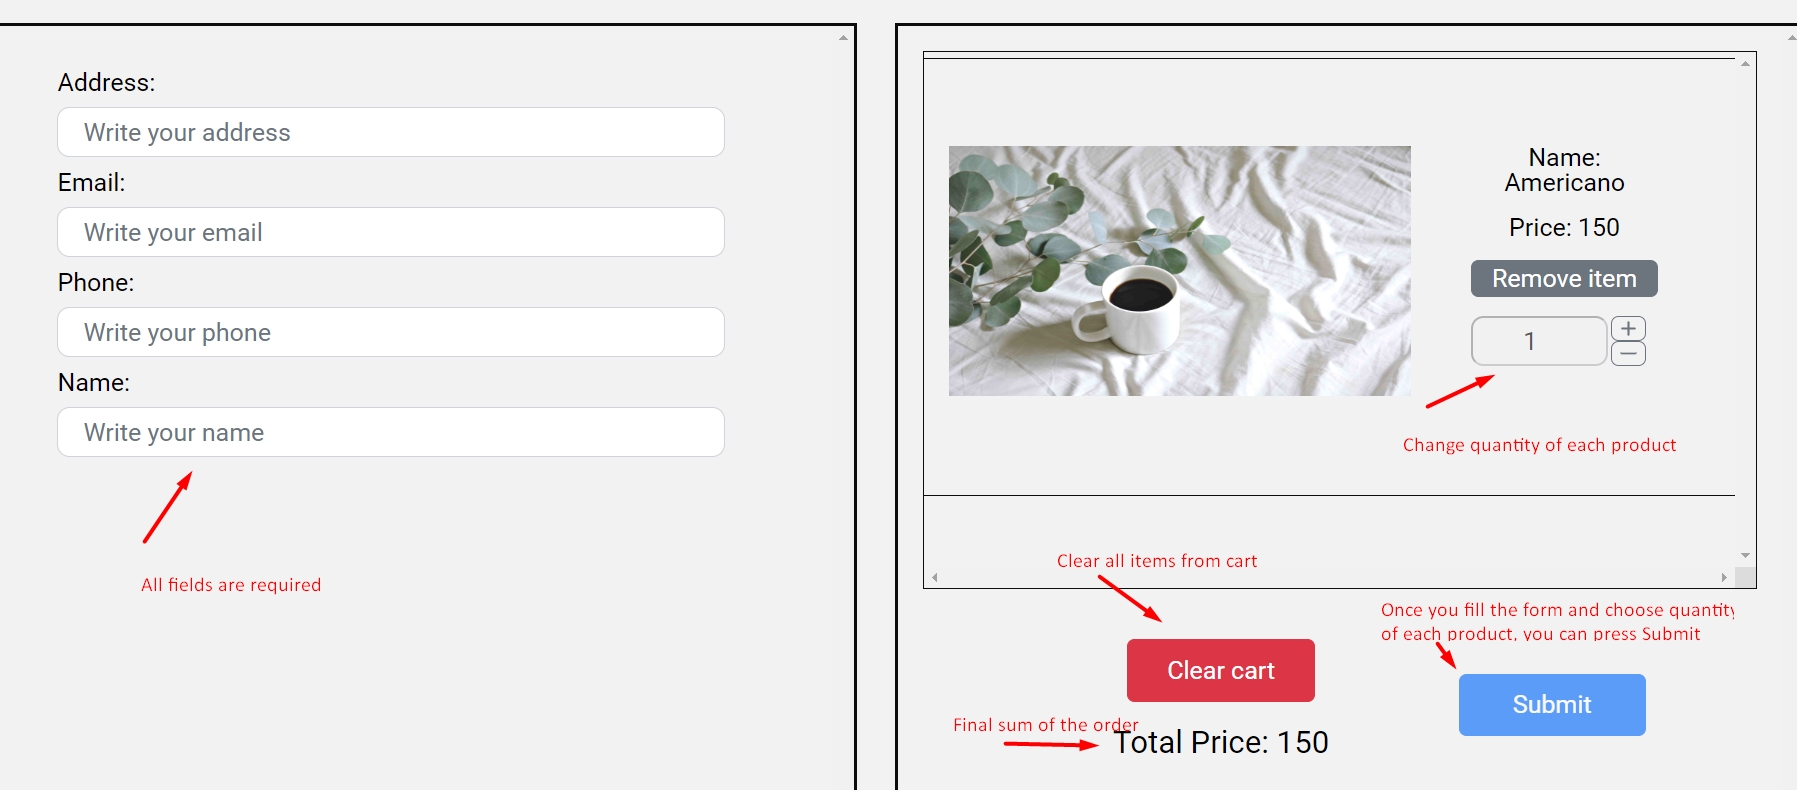 Address:
Write your address
Email:
Write your email
Phone:
Write your phone
Name:
Write your name
All fields are required
Name:
Americano
Price: 150
Remove item
1
+
−
Change quantity of each product
Clear all items from cart
Once you fill the form and choose quantity
of each product, you can press Submit
Clear cart
Submit
Final sum of the order
Total Price: 150